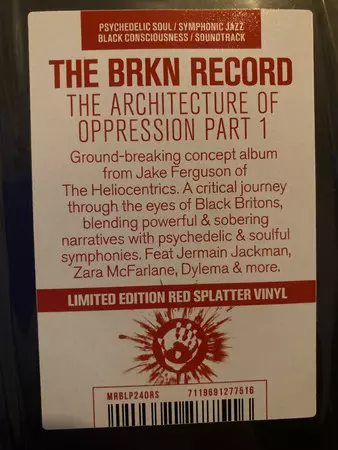 PSYCHEDELIC SOUL / SYMPHONIC JAZZ
BLACK CONSCIOUSNESS / SOUNDTRACK
THE BRKN RECORD
THE ARCHITECTURE OF
OPPRESSION PART 1
Ground-breaking concept album
from Jake Ferguson of
The Heliocentrics. A critical journey
through the eyes of Black Britons,
blending powerful & sobering
narratives with psychedelic & soulful
symphonies. Feat Jermain Jackman,
Zara McFarlane, Dylema & more.
LIMITED EDITION RED SPLATTER VINYL
MRBLP240RS 7119691277516